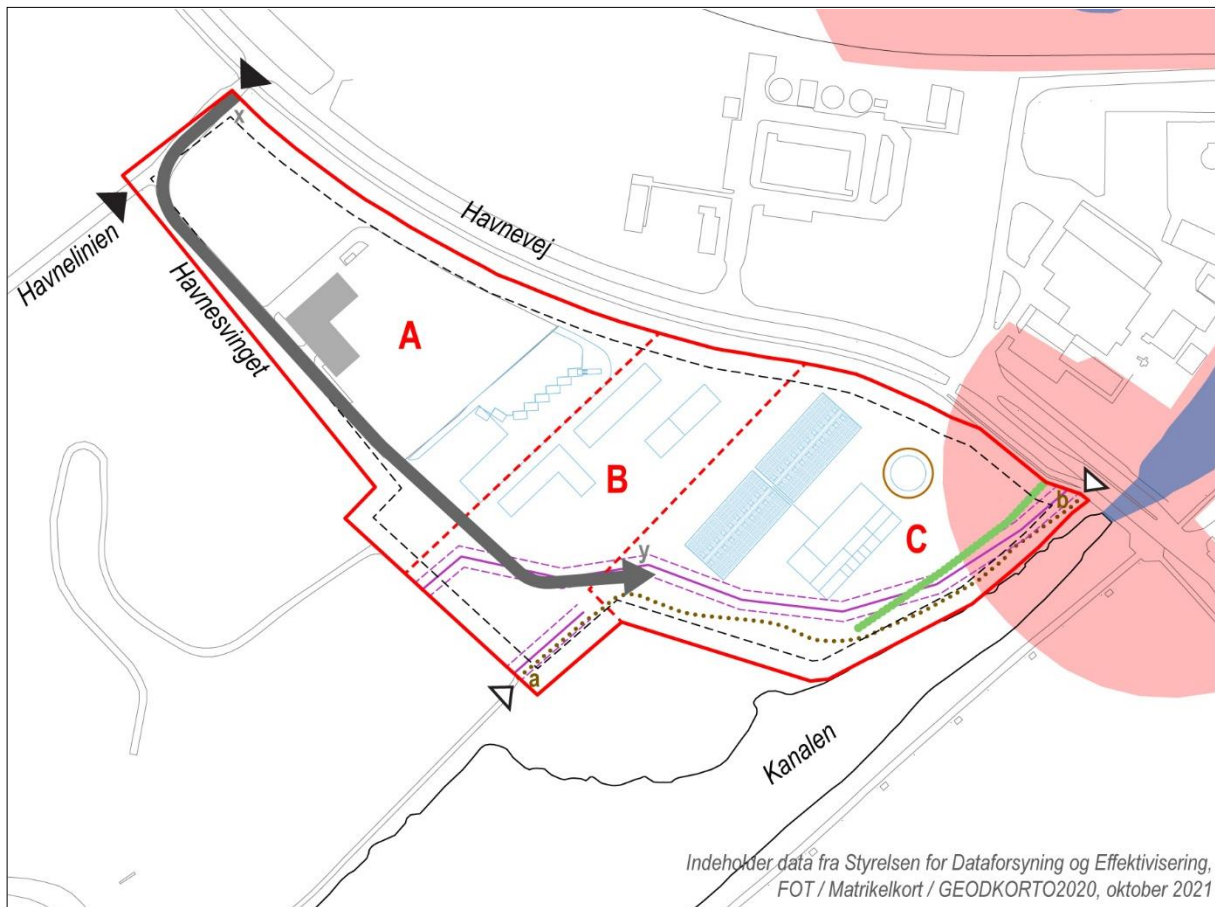 x
Havnevej
Havnelinien
Havnesvinget
A
B
C
y
b
a
Kanalen
Indeholder data fra Styrelsen for Dataforsyning og Effektivisering,
FOT / Matrikelkort / GEODKORTO2020, oktober 2021